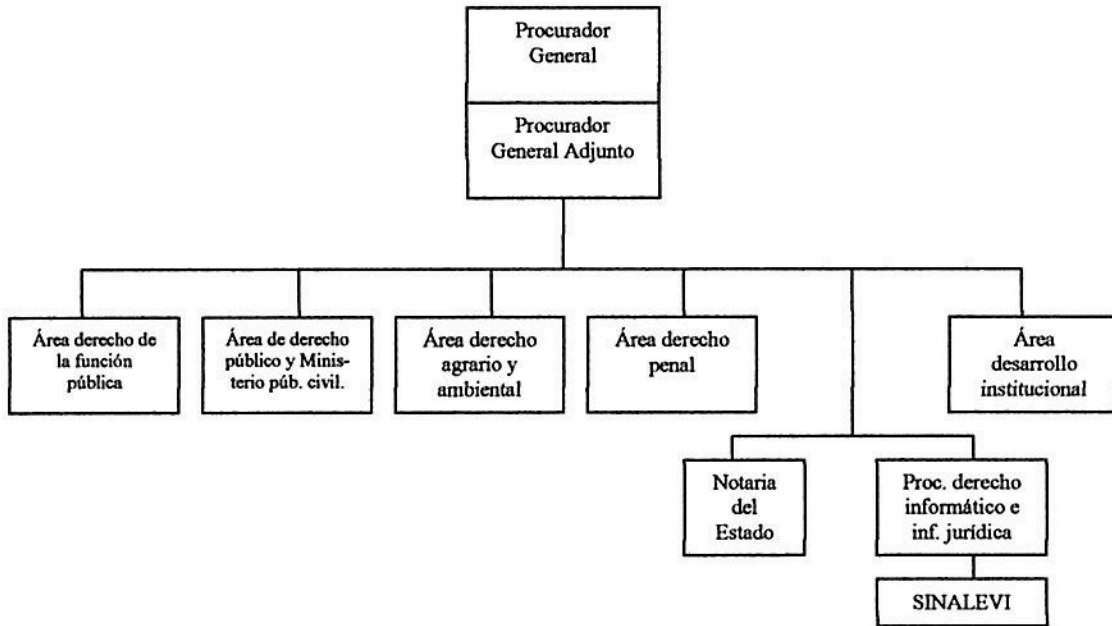 Procurador
General
Procurador
General Adjunto
Área derecho de
la función
pública
Área de derecho
público y Minis-
terio púb. civil.
Área derecho
agrario y
ambiental
Área derecho
penal
Área
desarrollo
institucional
Notaria
del
Estado
Proc. derecho
informático e
inf. jurídica
SINALEVI